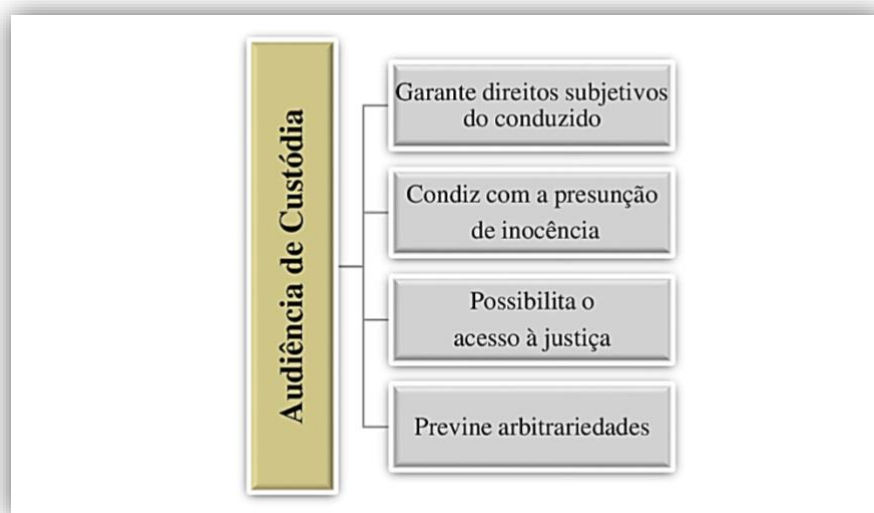 Audiência de Custódia
Garante direitos subjetivos
do conduzido
Condiz com a presunção
de inocência
Possibilita o
acesso à justiça
Previne arbitrariedades